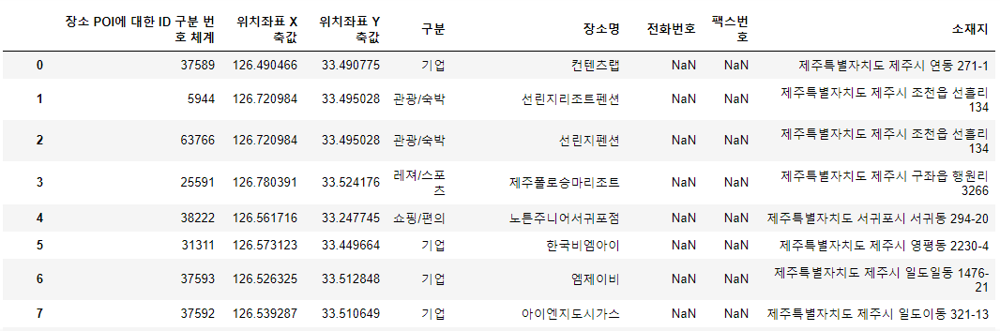 장소 POI에 대한 ID 구분 번호 체계 위치좌표 X축값 위치좌표 Y축값 구분 장소명 전화번호 팩스번호 소재지
0 37589 126.490466 33.490775 기업 컨텐츠랩 NaN NaN 제주특별자치도 제주시 연동 271-1
1 5944 126.720984 33.495028 관광/숙박 선린지리조트펜션 NaN NaN 제주특별자치도 제주시 조천읍 선흘리 134
2 63766 126.720984 33.495028 관광/숙박 선린지펜션 NaN NaN 제주특별자치도 제주시 조천읍 선흘리 134
3 25591 126.780391 33.524176 레져/스포츠 제주폴로승마리조트 NaN NaN 제주특별자치도 제주시 구좌읍 행원리 3266
4 38222 126.561716 33.247745 쇼핑/편의 노튼주니어서귀포점 NaN NaN 제주특별자치도 서귀포시 서귀동 294-20
5 31311 126.573123 33.449664 기업 한국비엠아이 NaN NaN 제주특별자치도 제주시 영평동 2230-4
6 37593 126.526325 33.512848 기업 엠제이비 NaN NaN 제주특별자치도 제주시 일도일동 1476-21
7 37592 126.539287 33.510649 기업 아이엔지도시가스 NaN NaN 제주특별자치도 제주시 일도이동 321-13